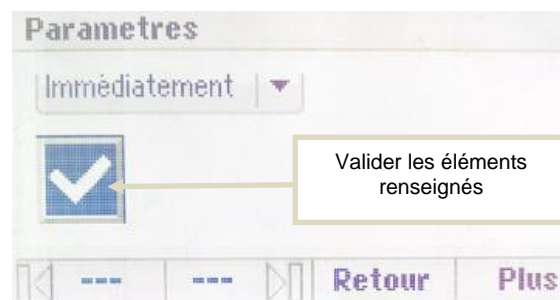 Parametres
Immédiatement
Valider les éléments
renseignés
--- --- Retour Plus